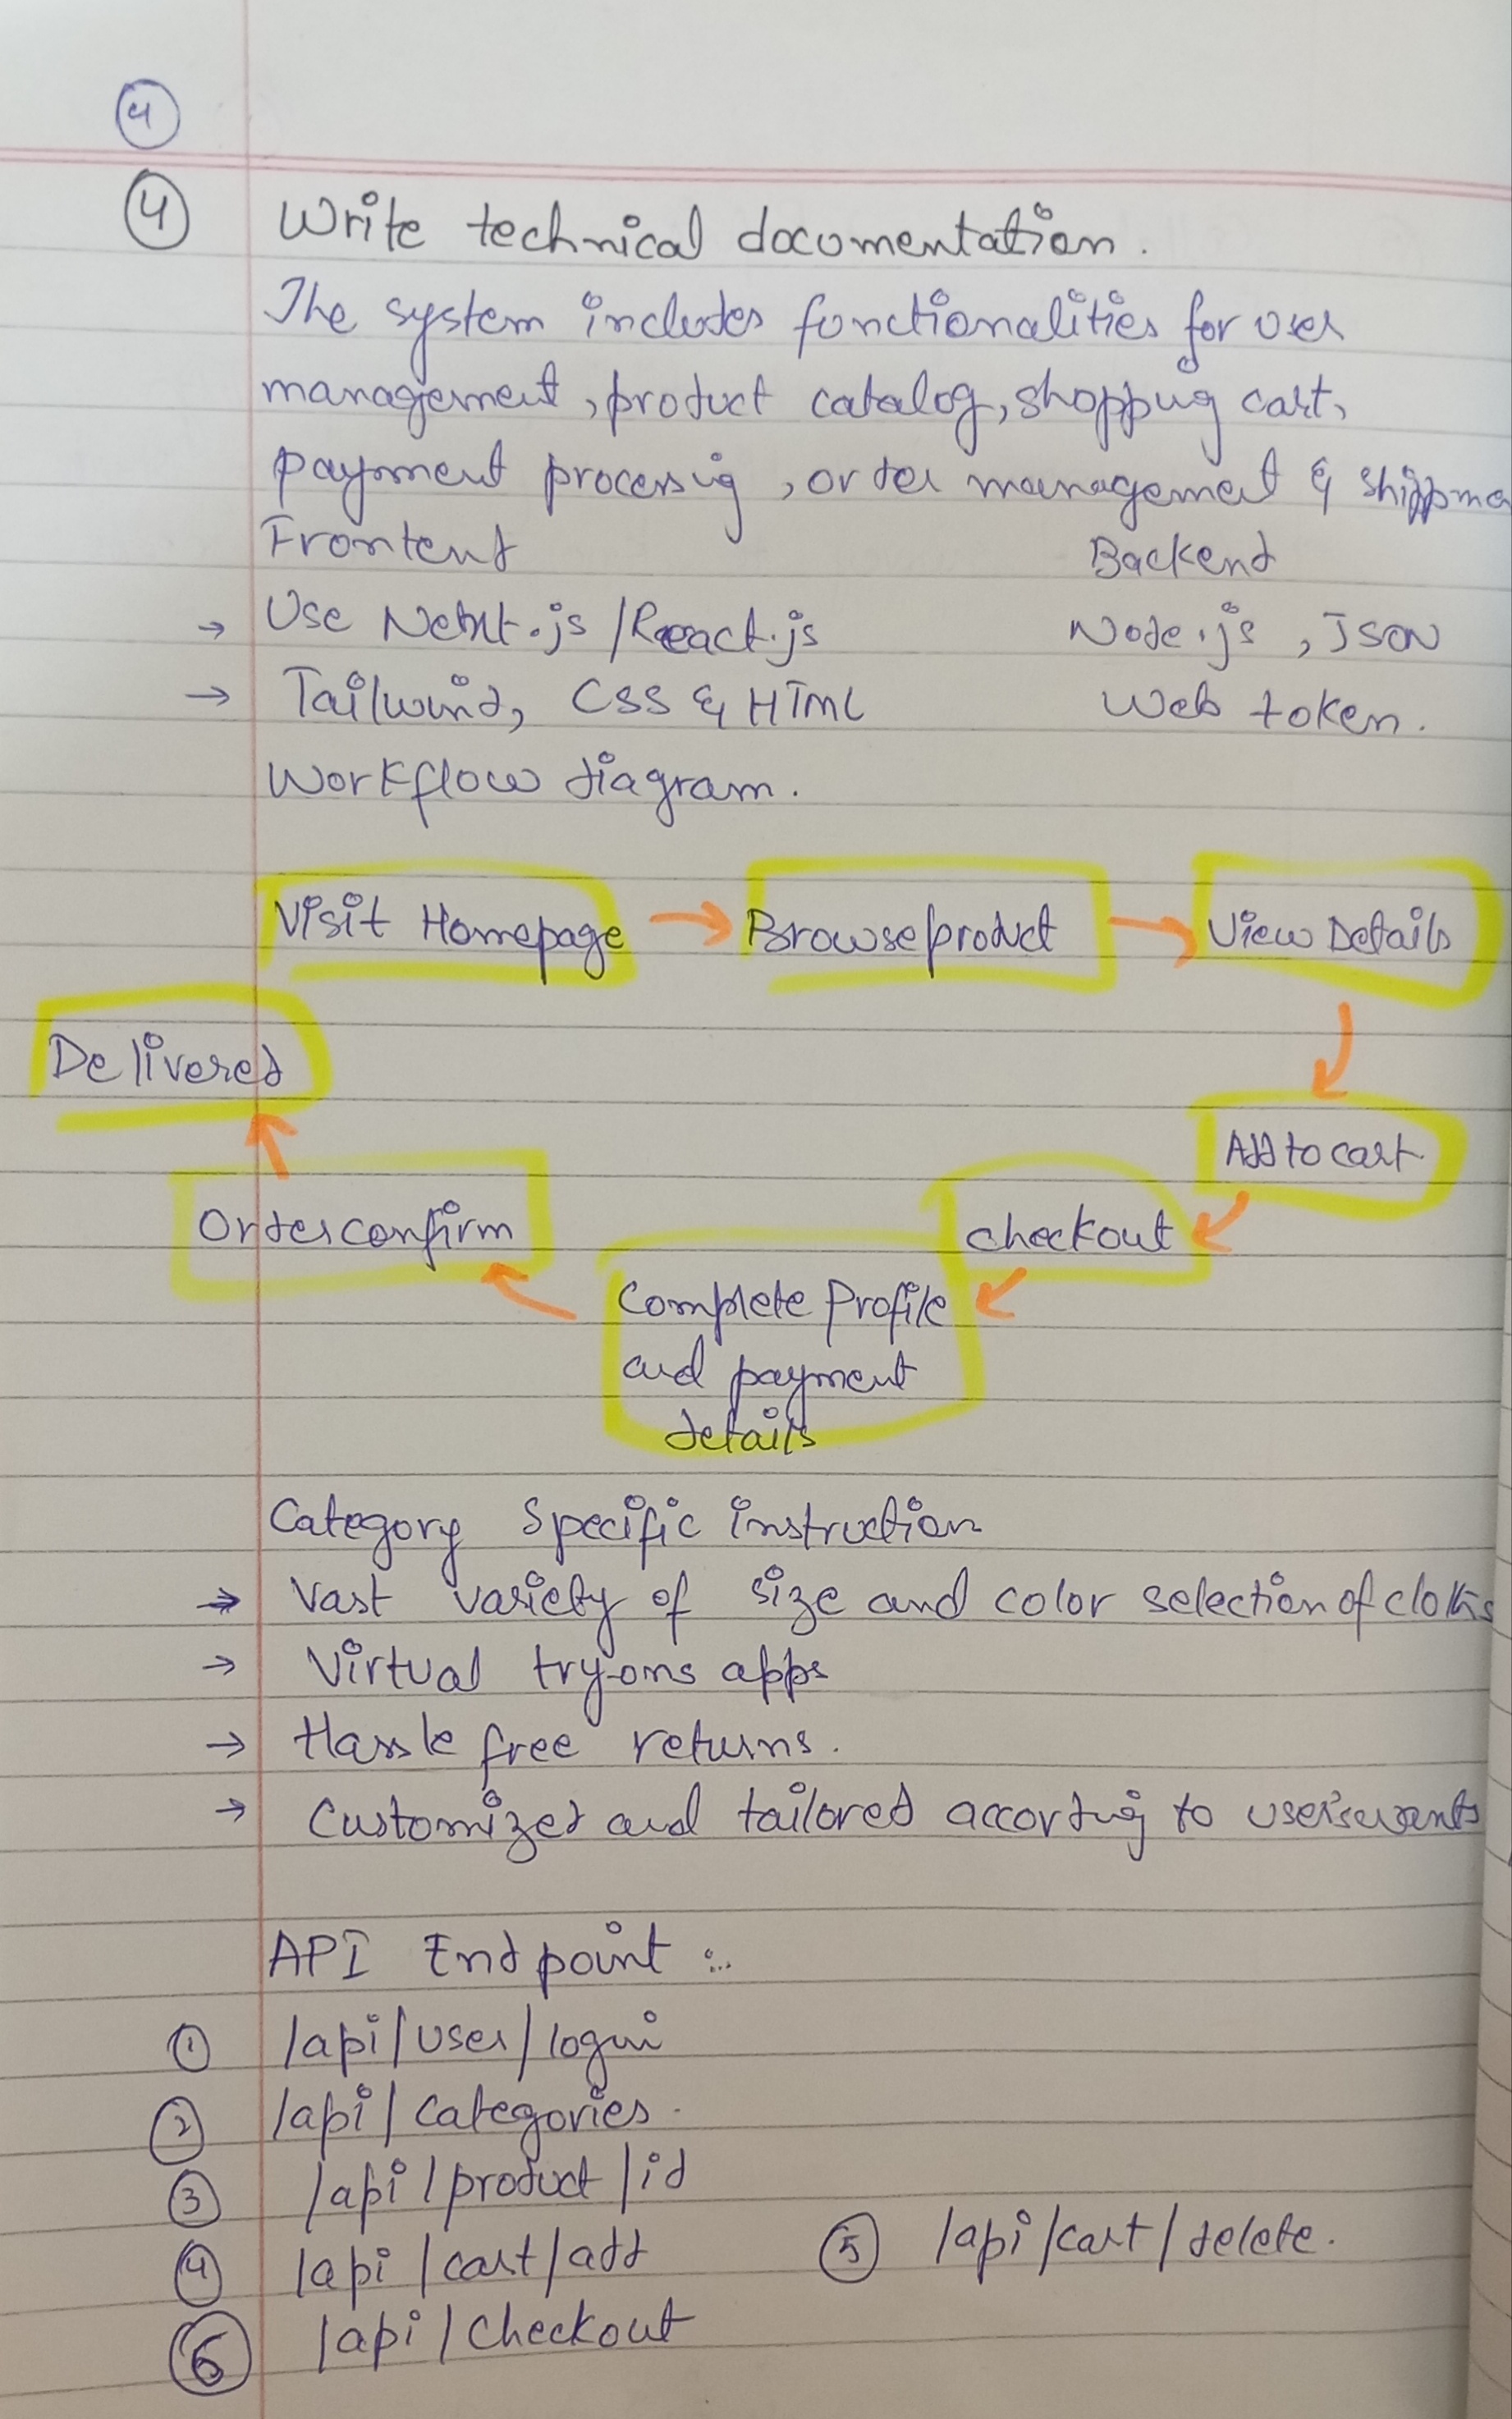 4
4 Write technical documentation.
The system includes functionalities for user
management, product catalog, shopping cart,
payment processing, order management & shipme
Frontend Backend
→ Use Next.js / React.js Node.js, JSON
→ Tailwind, CSS & HTML Web token.
Workflow diagram.
Visit Homepage → Browse product → View Details
Delivered
Add to cart
Order confirm checkout
Complete Profile
and payment
details
Category Specific instruction
→ Vast variety of size and color selection of cloths
→ Virtual try-ons apps
→ Hassle free returns.
→ Customized and tailored according to user's wants
API Endpoint :-
1 /api/user/login
2 /api/categories.
3 /api/product/id
4 /api/cart/add 5 /api/cart/delete.
6 /api/checkout